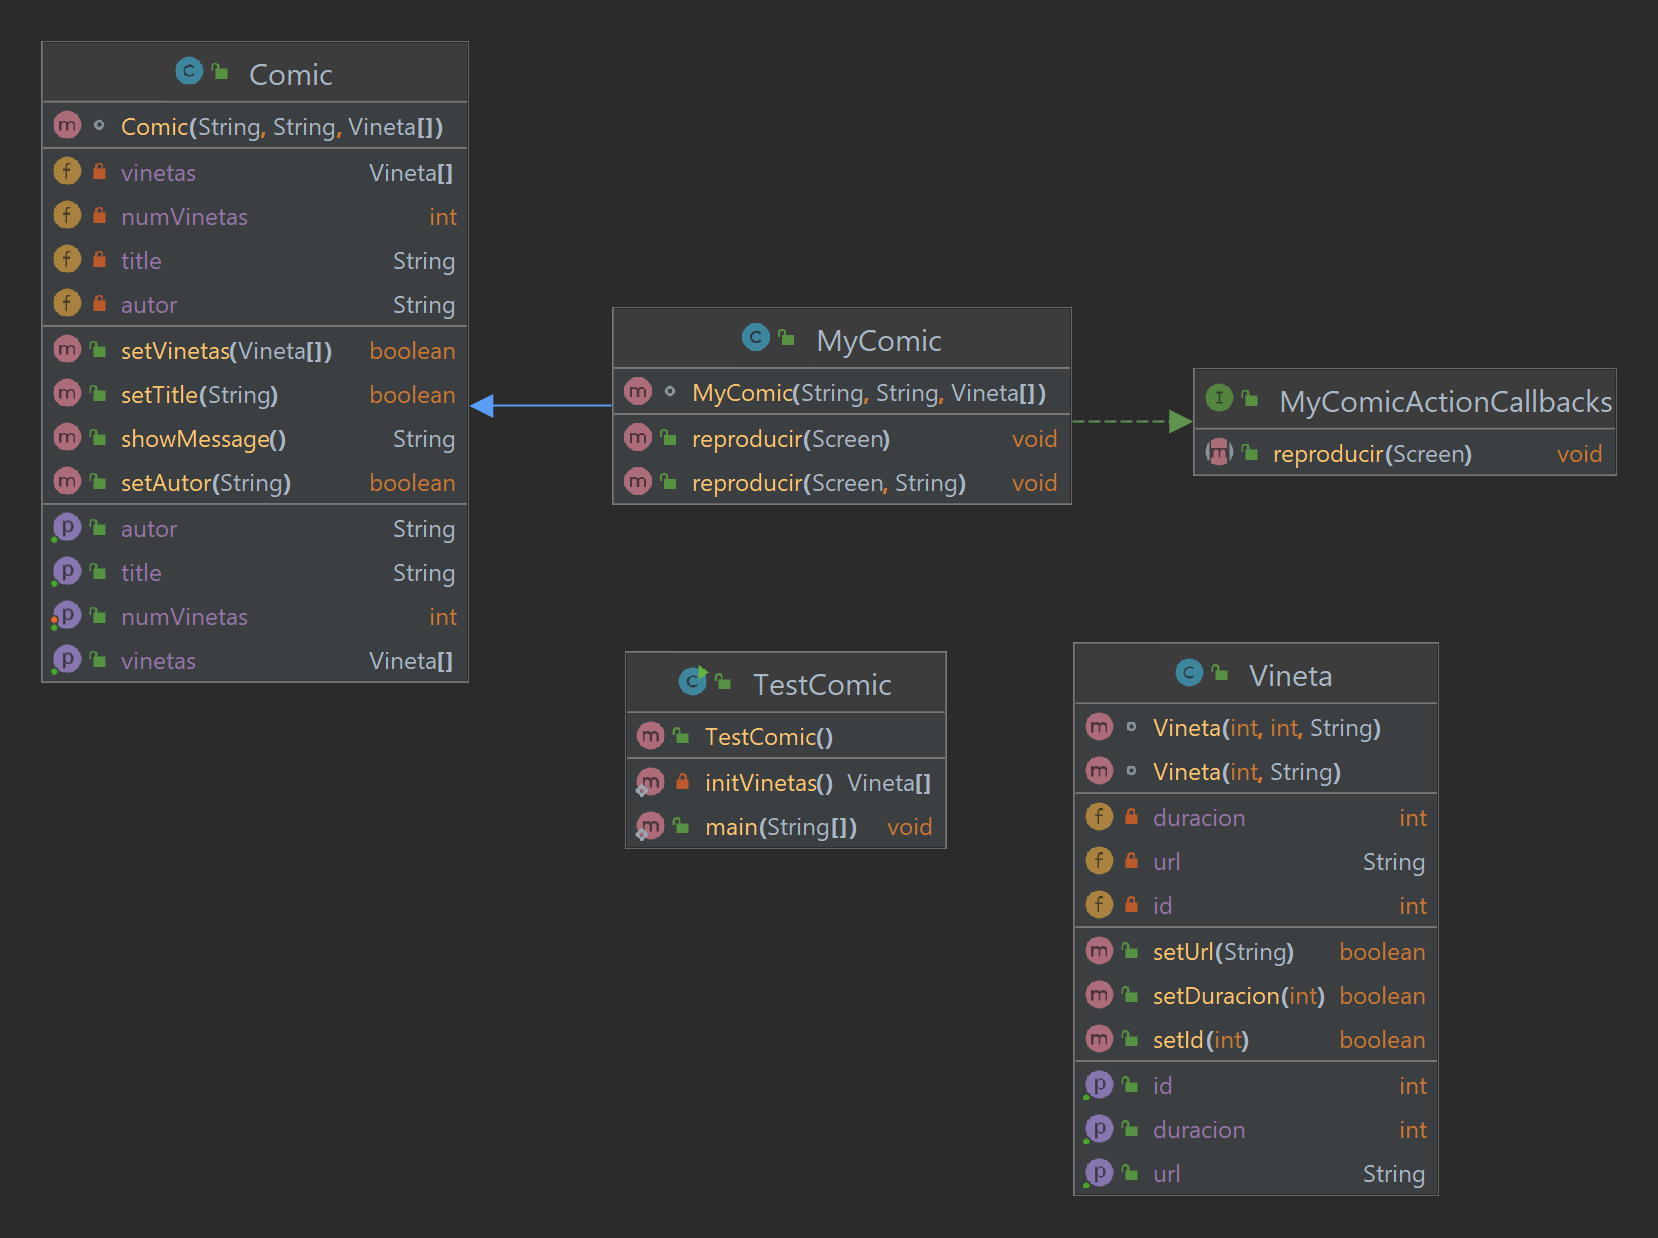 Comic
Comic(String, String, Vineta[])
vinetas Vineta[]
numVinetas int
title String
autor String
setVinetas(Vineta[]) boolean
setTitle(String) boolean
showMessage() String
setAutor(String) boolean
autor String
title String
numVinetas int
vinetas Vineta[]
MyComic
MyComic(String, String, Vineta[])
reproducir(Screen) void
reproducir(Screen, String) void
MyComicActionCallbacks
reproducir(Screen) void
TestComic
TestComic()
initVinetas() Vineta[]
main(String[]) void
Vineta
Vineta(int, int, String)
Vineta(int, String)
duracion int
url String
id int
setUrl(String) boolean
setDuracion(int) boolean
setId(int) boolean
id int
duracion int
url String